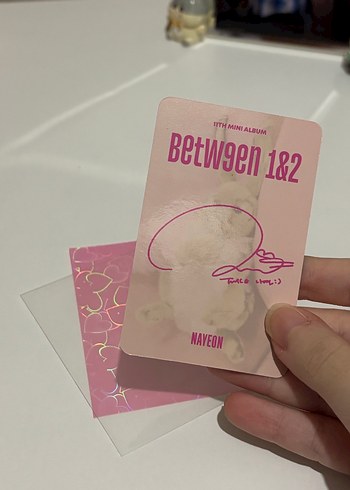 11TH MINI ALBUM
BETW9EN 1&2
NAYEON